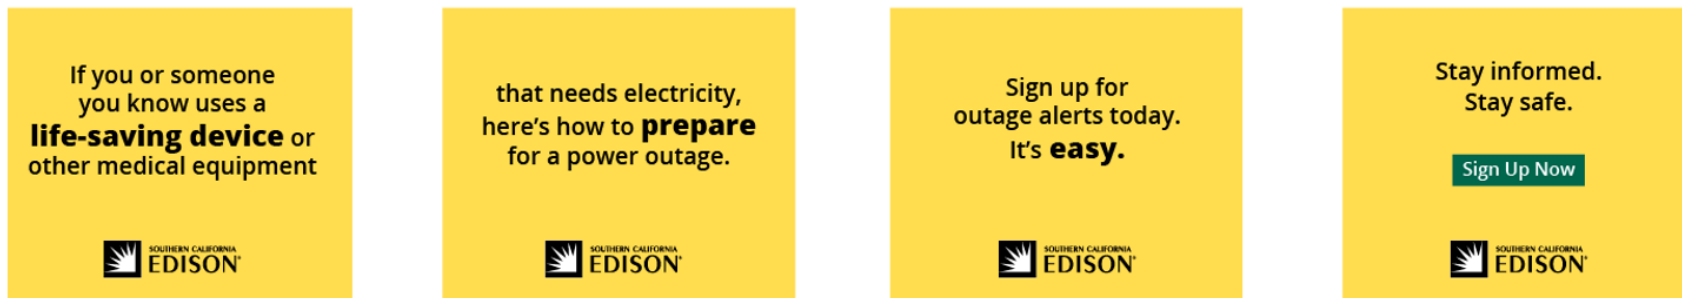 If you or someone
you know uses a
life-saving device or
other medical equipment
SOUTHERN CALIFORNIA
EDISON®
that needs electricity,
here's how to prepare
for a power outage.
SOUTHERN CALIFORNIA
EDISON®
Sign up for
outage alerts today.
It's easy.
SOUTHERN CALIFORNIA
EDISON®
Stay informed.
Stay safe.
Sign Up Now
SOUTHERN CALIFORNIA
EDISON®